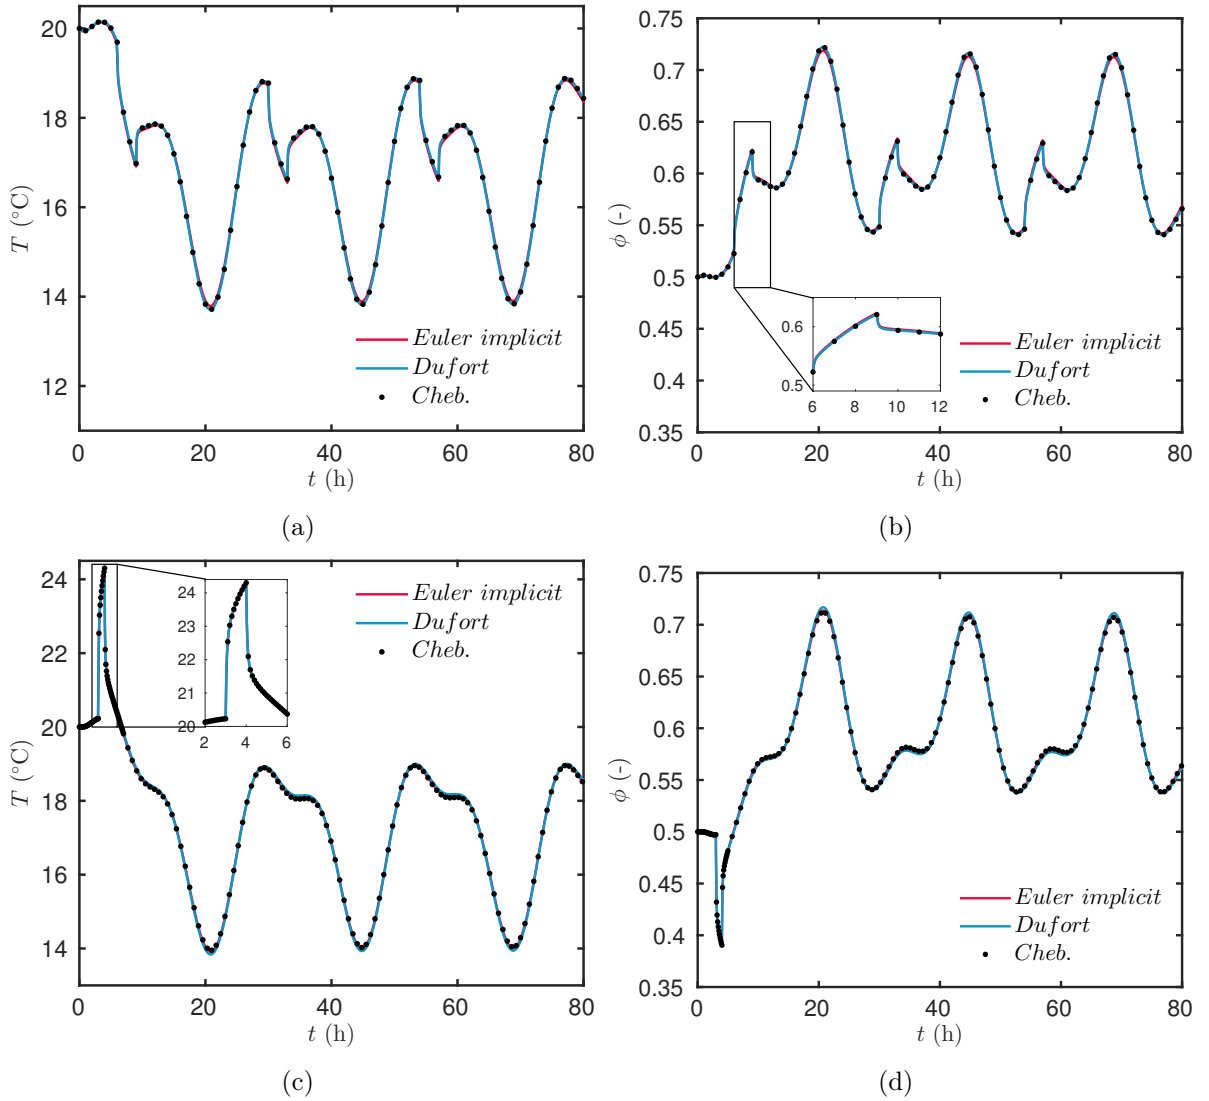 20
18
16
14
12
T (°C)
0
20
40
60
80
t (h)
Euler implicit
Dufort
Cheb.
(a)
0.75
0.7
0.65
0.6
0.55
0.5
0.45
0.4
0.35
ϕ (-)
0
20
40
60
80
t (h)
0.6
0.5
6
8
10
12
Euler implicit
Dufort
Cheb.
(b)
24
22
20
18
16
14
T (°C)
0
20
40
60
80
t (h)
24
23
22
21
20
2
4
6
Euler implicit
Dufort
Cheb.
(c)
0.75
0.7
0.65
0.6
0.55
0.5
0.45
0.4
0.35
ϕ (-)
0
20
40
60
80
t (h)
Euler implicit
Dufort
Cheb.
(d)